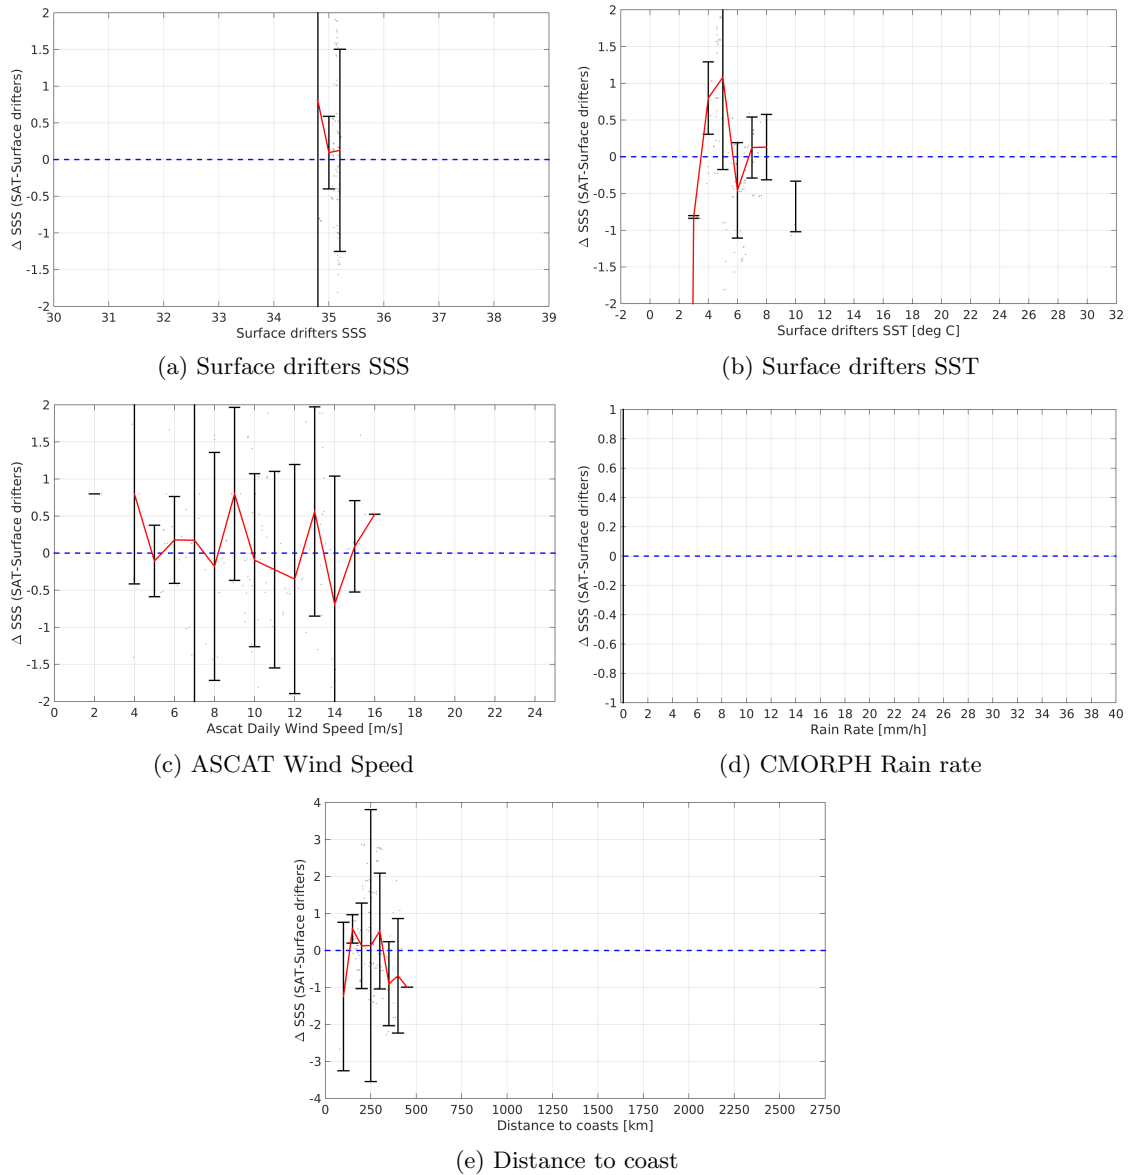 2
1.5
1
0.5
0
-0.5
-1
-1.5
-2
Δ SSS (SAT-Surface drifters)
30 31 32 33 34 35 36 37 38 39
Surface drifters SSS
(a) Surface drifters SSS
2
1.5
1
0.5
0
-0.5
-1
-1.5
-2
Δ SSS (SAT-Surface drifters)
-2 0 2 4 6 8 10 12 14 16 18 20 22 24 26 28 30 32
Surface drifters SST [deg C]
(b) Surface drifters SST
2
1.5
1
0.5
0
-0.5
-1
-1.5
-2
Δ SSS (SAT-Surface drifters)
0 2 4 6 8 10 12 14 16 18 20 22 24
Ascat Daily Wind Speed [m/s]
(c) ASCAT Wind Speed
1
0.8
0.6
0.4
0.2
0
-0.2
-0.4
-0.6
-0.8
-1
Δ SSS (SAT-Surface drifters)
0 2 4 6 8 10 12 14 16 18 20 22 24 26 28 30 32 34 36 38 40
Rain Rate [mm/h]
(d) CMORPH Rain rate
4
3
2
1
0
-1
-2
-3
-4
Δ SSS (SAT-Surface drifters)
0 250 500 750 1000 1250 1500 1750 2000 2250 2500 2750
Distance to coasts [km]
(e) Distance to coast